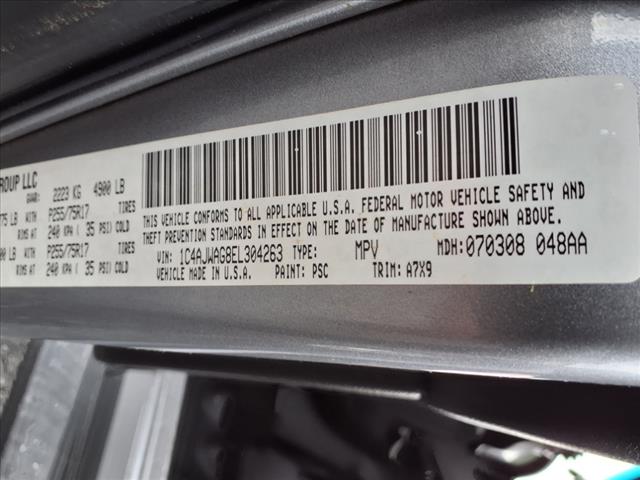 ROUP LLC
GVWR: 2223 KG 4900 LB
75 LB WITH P255/75R17 TIRES
RIMS AT 240 KPA ( 35 PSI) COLD
00 LB WITH P255/75R17 TIRES
RIMS AT 240 KPA ( 35 PSI) COLD
THIS VEHICLE CONFORMS TO ALL APPLICABLE U.S.A. FEDERAL MOTOR VEHICLE SAFETY AND
THEFT PREVENTION STANDARDS IN EFFECT ON THE DATE OF MANUFACTURE SHOWN ABOVE.
VIN: 1C4AJWAG8EL304263 TYPE: MPV MDH: 070308 048AA
VEHICLE MADE IN U.S.A. PAINT: PSC TRIM: A7X9